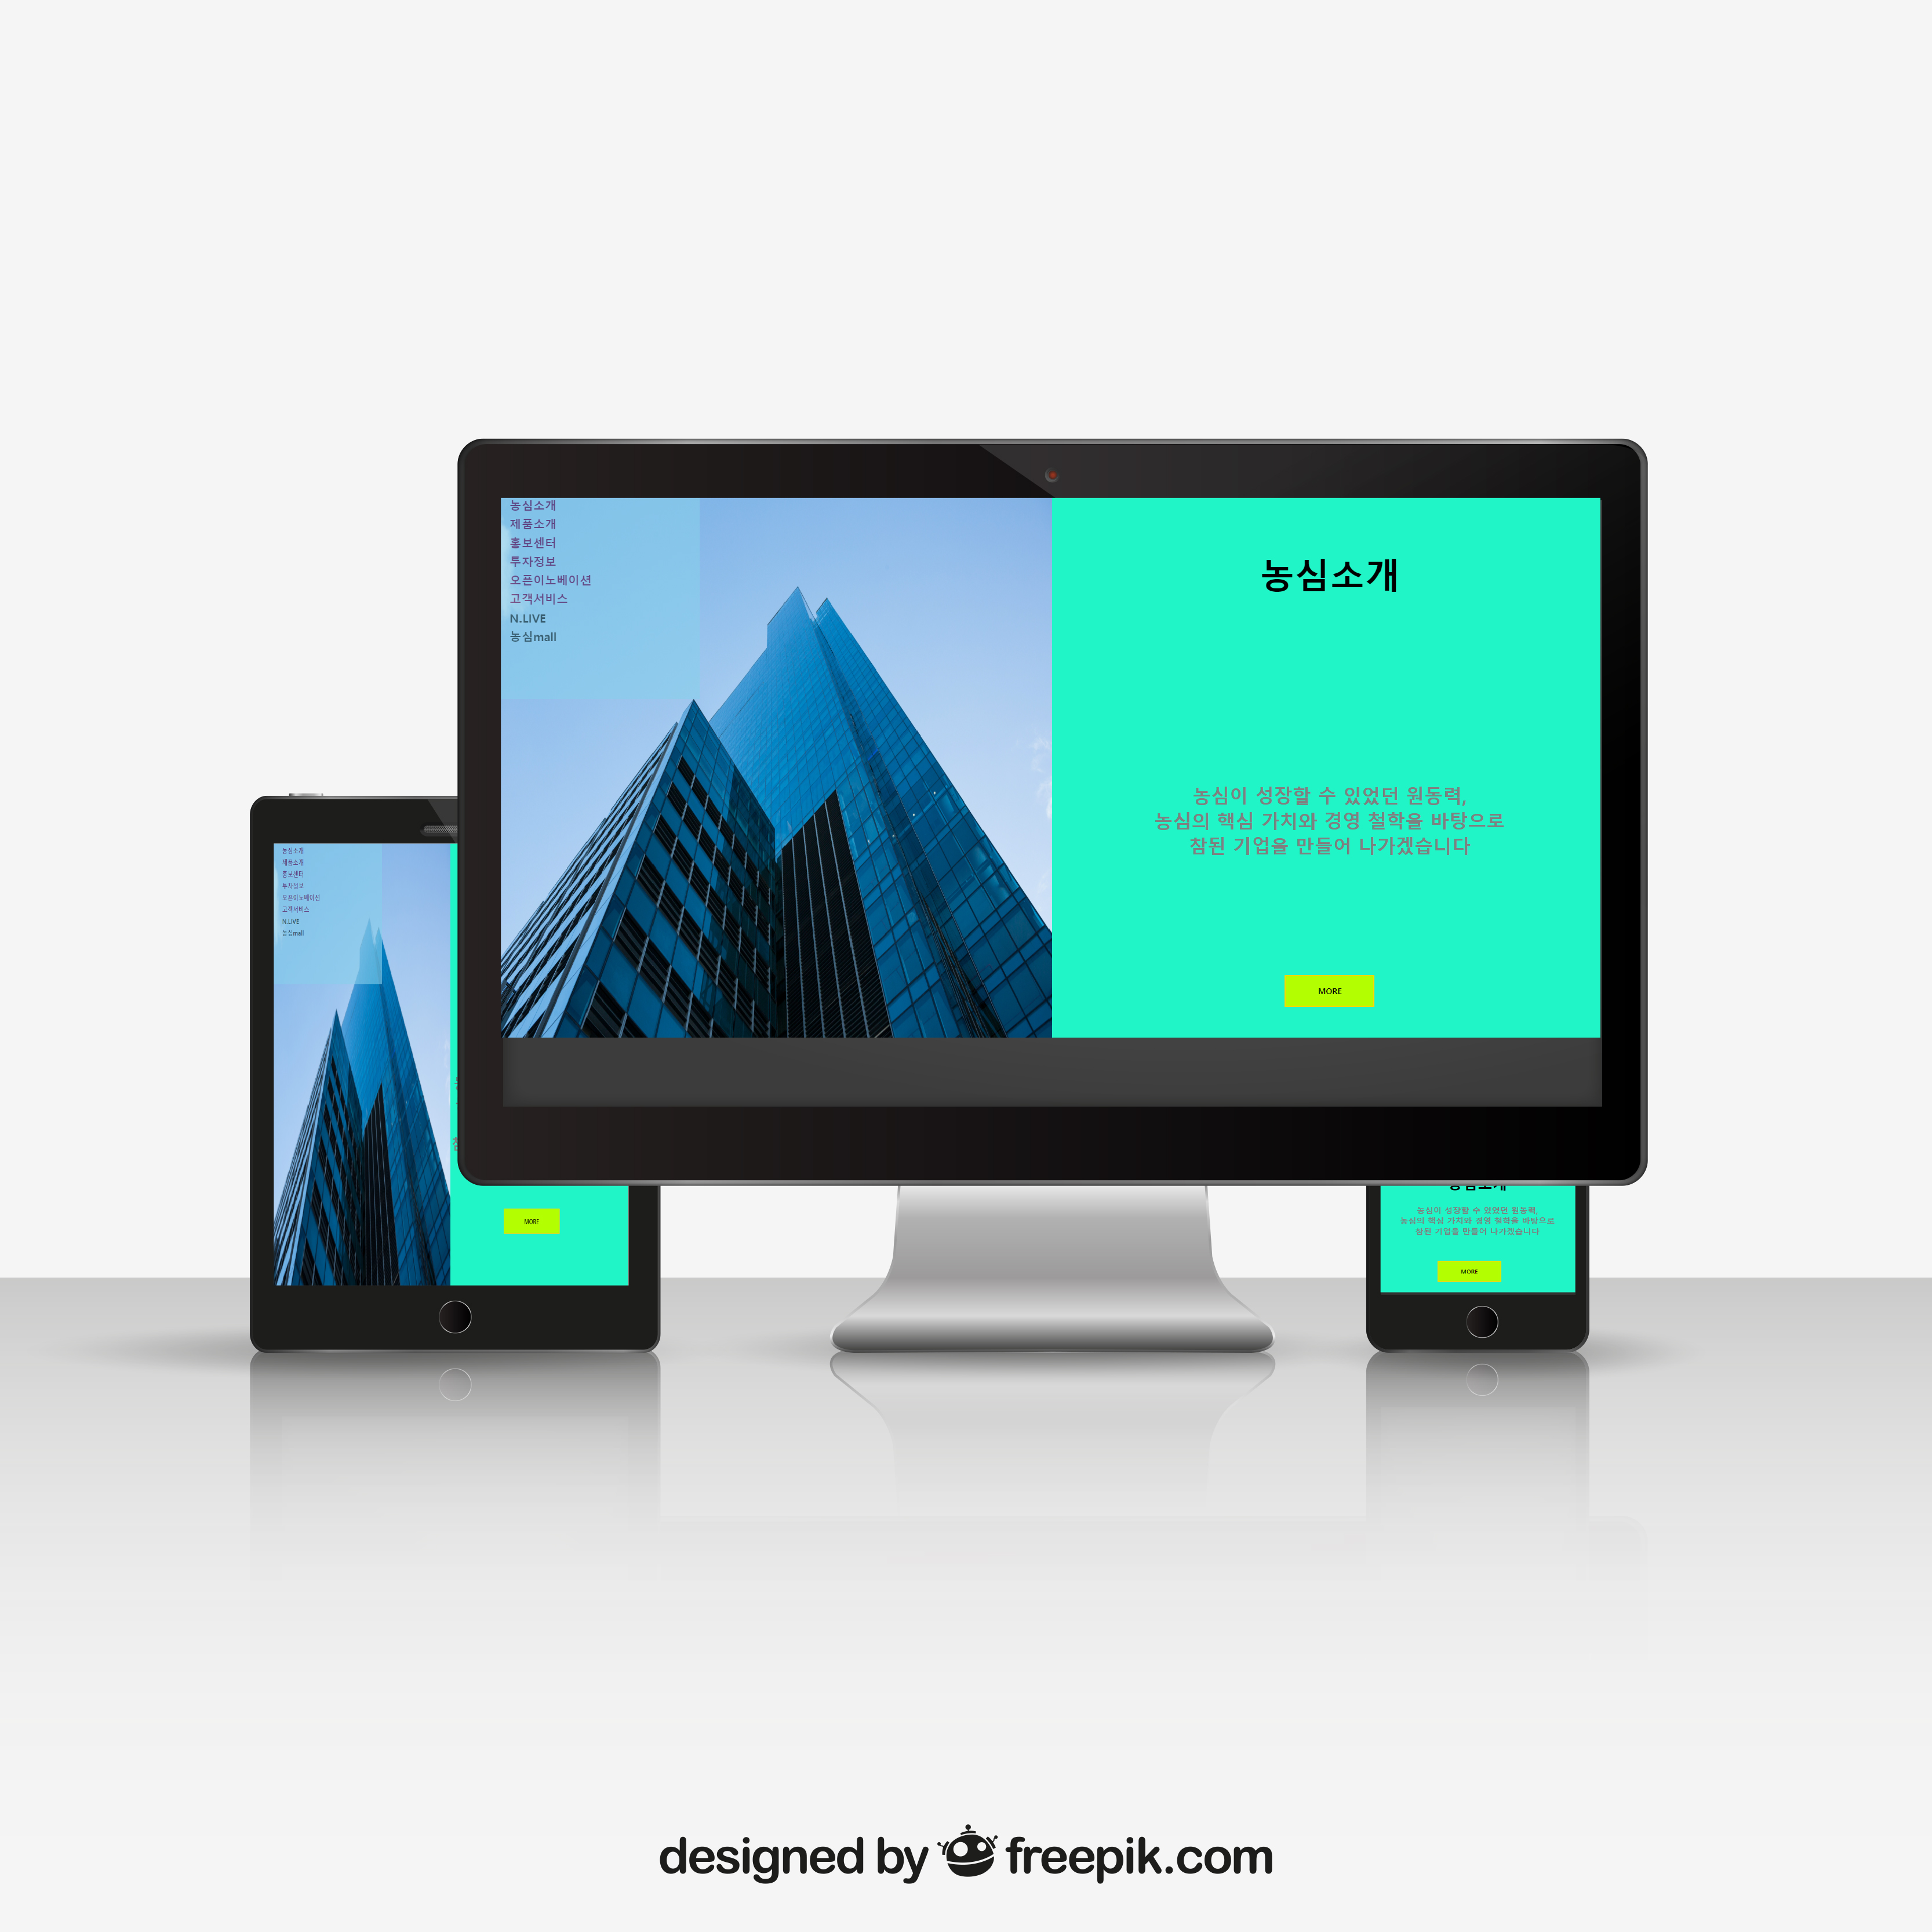 농심소개
제품소개
홍보센터
투자정보
오픈이노베이션
고객서비스
N.LIVE
농심mall
농심소개
농심이 성장할 수 있었던 원동력,
농심의 핵심 가치와 경영 철학을 바탕으로
참된 기업을 만들어 나가겠습니다
MORE
농심소개
제품소개
홍보센터
투자정보
오픈이노베이션
고객서비스
N.LIVE
농심mall
MORE
농심소개
농심이 성장할 수 있었던 원동력,
농심의 핵심 가치와 경영 철학을 바탕으로
참된 기업을 만들어 나가겠습니다
MORE
designed by freepik.com